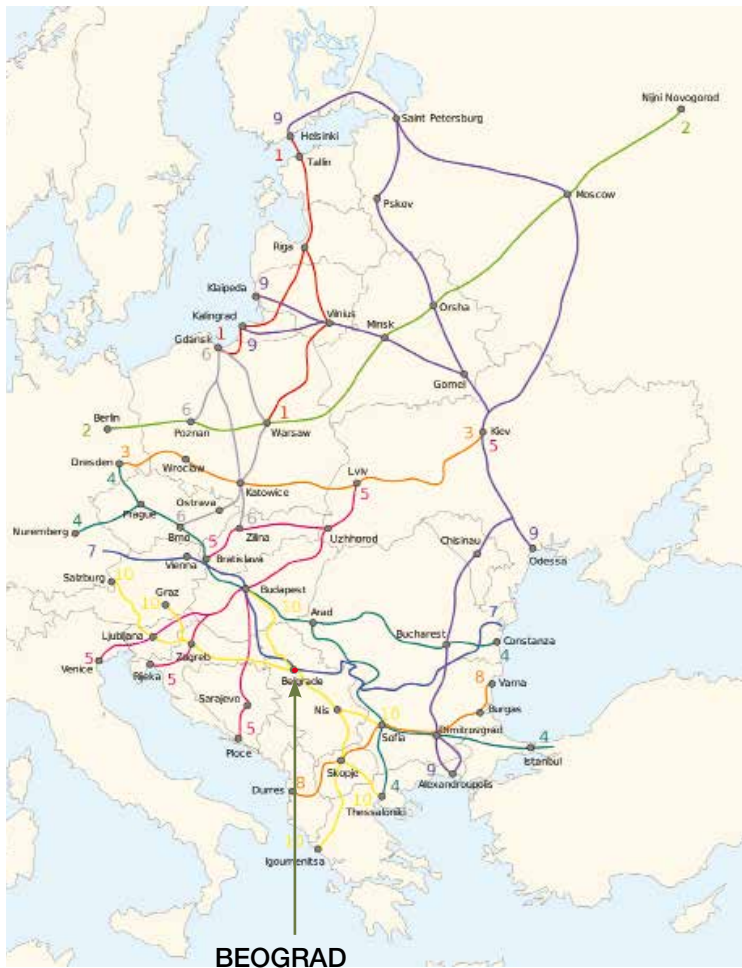 Nijni Novogorod
2
9
Helsinki
Saint Petersburg
1
Tallin
Moscow
Pskov
Riga
Klaipeda
9
Kalingrad
Vilnius
Orsha
Minsk
Gdansk
1
6
9
Gomel
Berlin
2
6
Poznan
1
Warsaw
3
Kiev
5
Dresden
3
Wroclaw
Lviv
4
Katowice
5
Ostrava
Prague
Nuremberg
4
Brno
6
Zilina
5
Uzhhorod
Chisinau
9
Odessa
7
Vienna
Bratislava
Salzburg
10
Graz
10
Budapest
10
Arad
7
Ljubljana
Bucharest
Constanza
4
Zagreb
Venice
5
Rijeka
5
Belgrade
8
Varna
Sarajevo
Nis
10
Burgas
5
Ploce
Sofia
Dimitrovgrad
4
Istanbul
Skopje
9
Alexandroupolis
Durres
8
10
4
Thessaloniki
10
Igoumenitsa
BEOGRAD